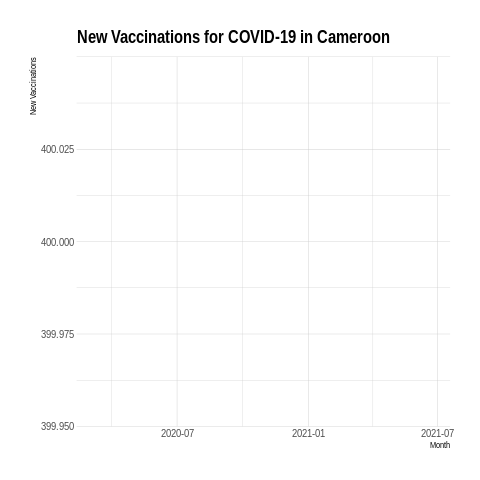 New Vaccinations for COVID-19 in Cameroon
New Vaccinations
400.025
400.000
399.975
399.950
2020-07 2021-01 2021-07
Month